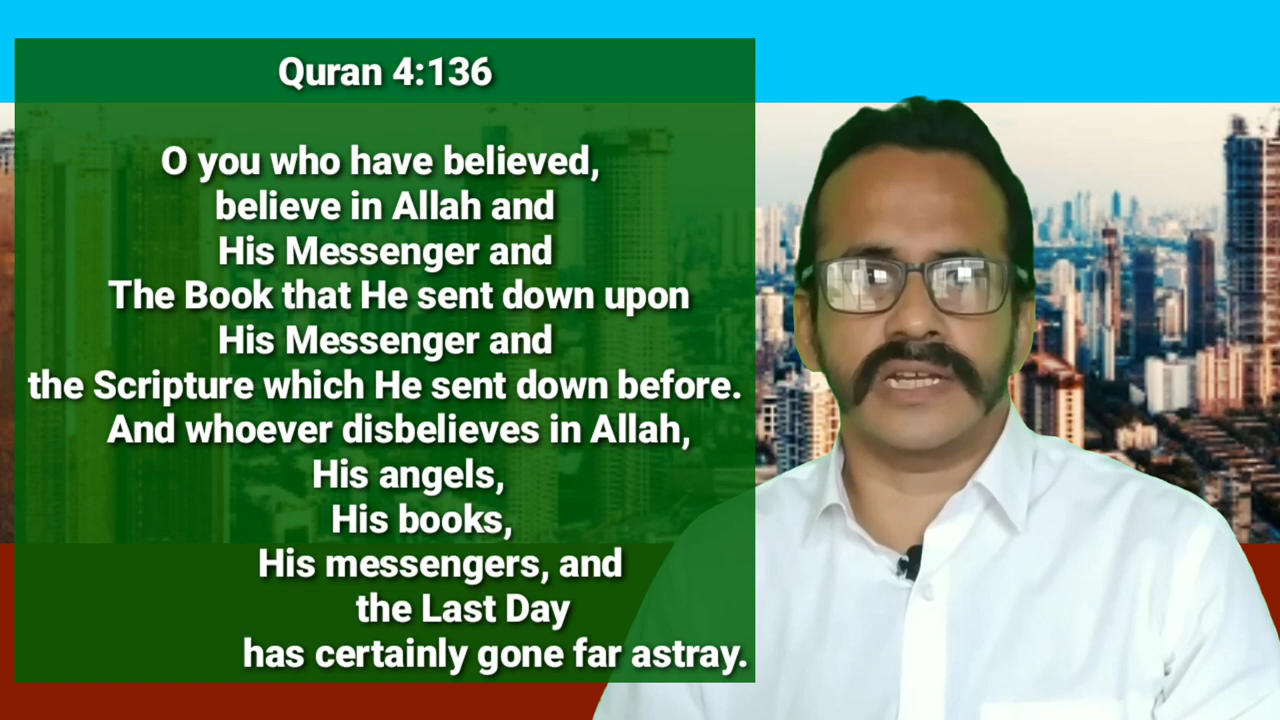 Quran 4:136
O you who have believed,
believe in Allah and
His Messenger and
The Book that He sent down upon
His Messenger and
the Scripture which He sent down before.
And whoever disbelieves in Allah,
His angels,
His books,
His messengers, and
the Last Day
has certainly gone far astray.